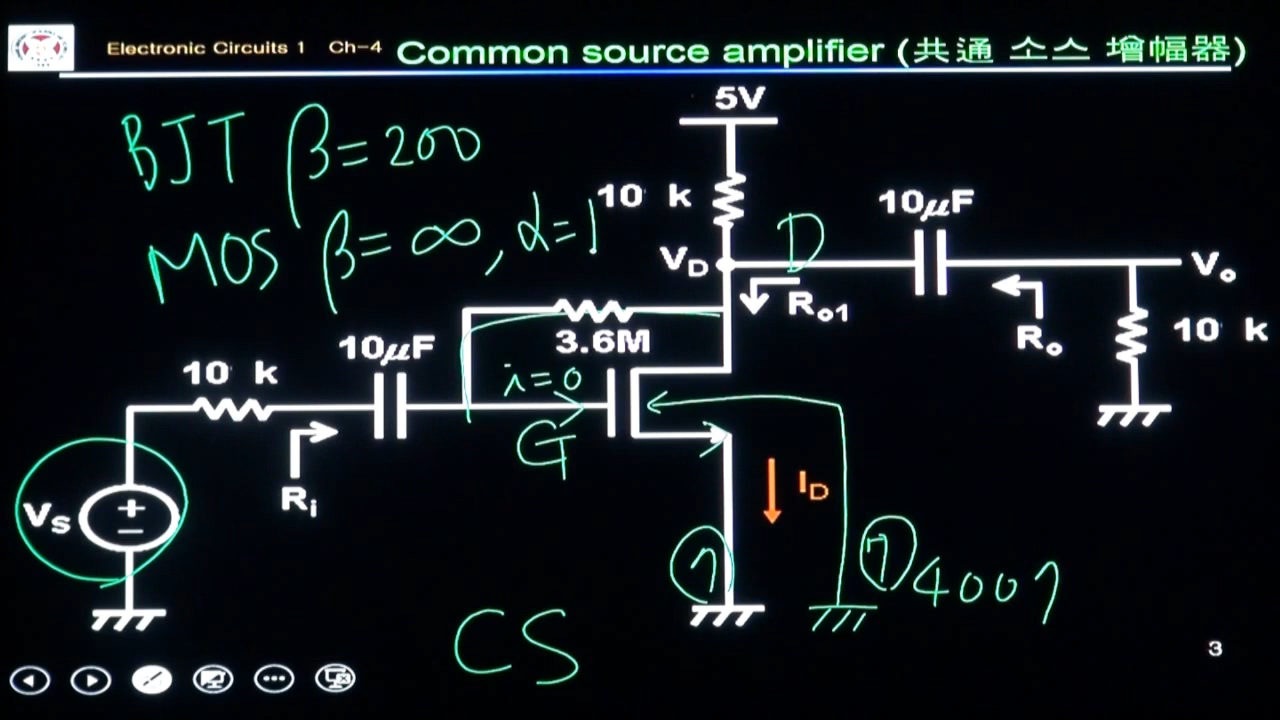 Electronic Circuits 1 Ch-4 Common source amplifier (共通 소스 增幅器)
5V
BJT β=200
10 k
10μF
MOS β=∞, α=1
D
V_D
V_o
R_o1
R_o
10 k
3.6M
10μF
10 k
i=0
G
R_i
I_D
V_S
+
−
7
7
4007
CS
3